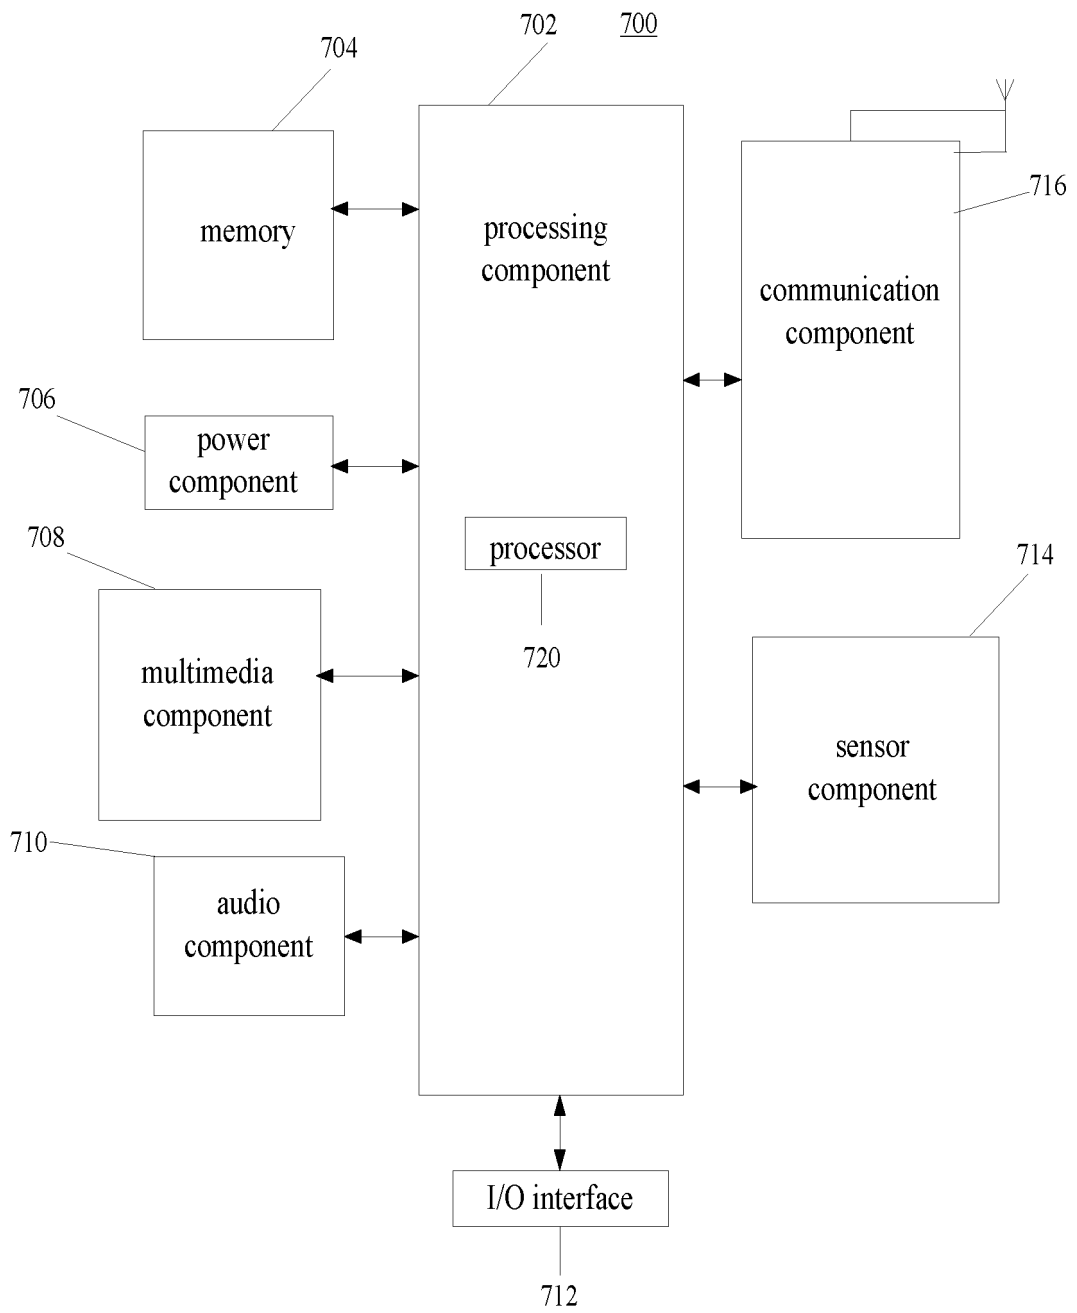 702
700
704
memory
processing
component
716
communication
component
706
power
component
708
processor
720
714
multimedia
component
sensor
component
710
audio
component
I/O interface
712